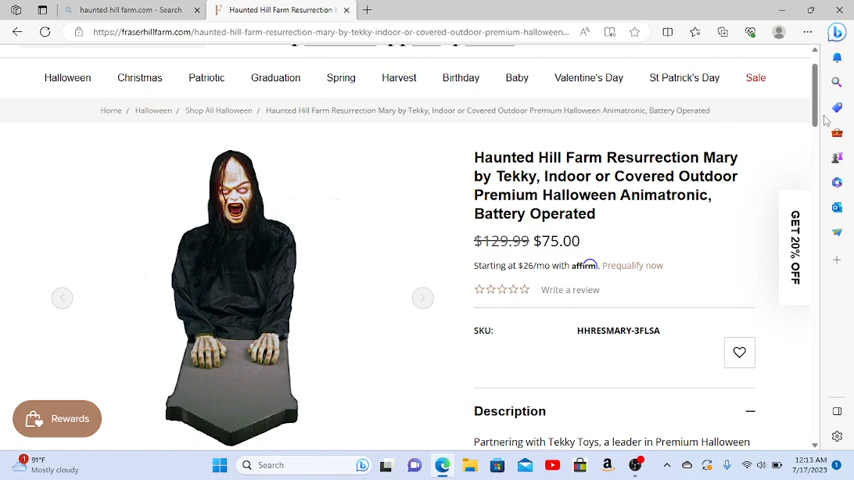 haunted hill farm.com - Search
Haunted Hill Farm Resurrection M
https://fraserhillfarm.com/haunted-hill-farm-resurrection-mary-by-tekky-indoor-or-covered-outdoor-premium-halloween...
Halloween Christmas Patriotic Graduation Spring Harvest Birthday Baby Valentine's Day St Patrick's Day Sale
Home Halloween Shop All Halloween Haunted Hill Farm Resurrection Mary by Tekky, Indoor or Covered Outdoor Premium Halloween Animatronic, Battery Operated
Haunted Hill Farm Resurrection Mary
by Tekky, Indoor or Covered Outdoor
Premium Halloween Animatronic,
Battery Operated
$129.99 $75.00
Starting at $26/mo with affirm. Prequalify now
Write a review
SKU: HHRESMARY-3FLSA
GET 20% OFF
Rewards
Description
Partnering with Tekky Toys, a leader in Premium Halloween
1
91°F
Mostly cloudy
Search
12:13 AM
7/17/2023